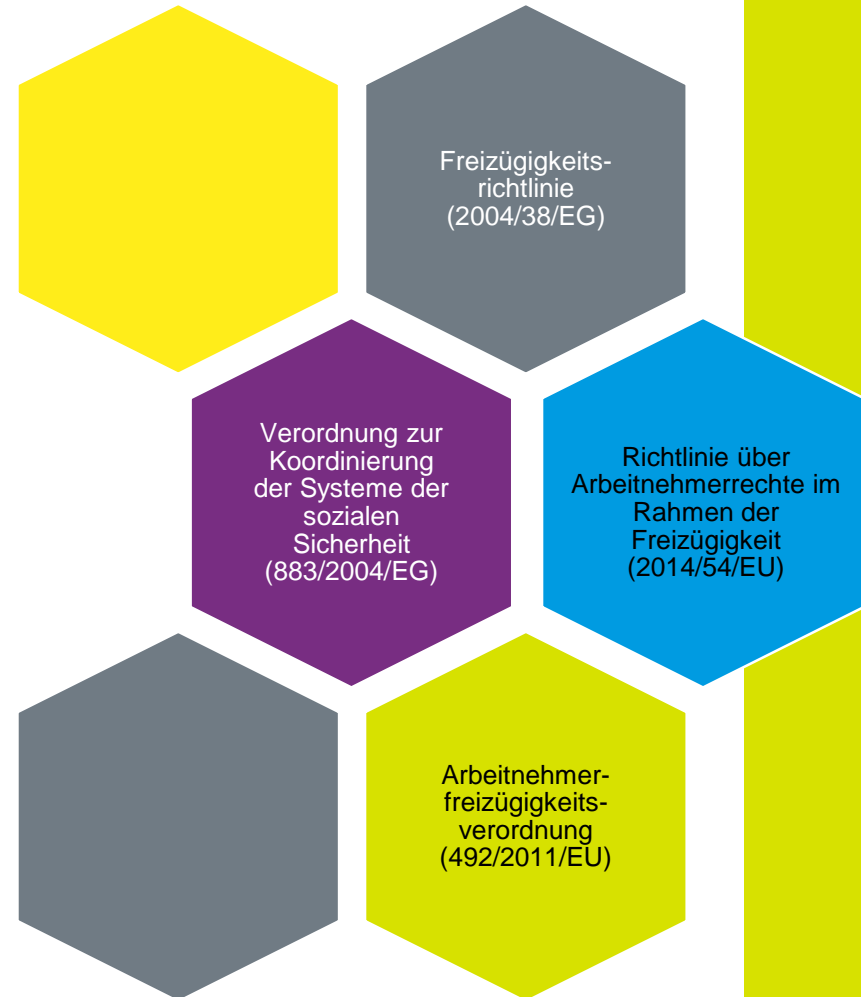 Freizügigkeits-
richtlinie
(2004/38/EG)
Verordnung zur
Koordinierung
der Systeme der
sozialen
Sicherheit
(883/2004/EG)
Richtlinie über
Arbeitnehmerrechte im
Rahmen der
Freizügigkeit
(2014/54/EU)
Arbeitnehmer-
freizügigkeits-
verordnung
(492/2011/EU)